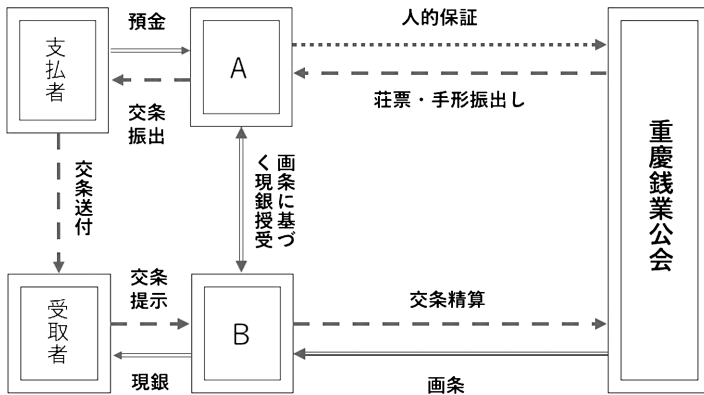 預金
人的保証
支払者
A
交条
振出
荘票・手形振出し
重慶銭業公会
交条送付
画条に基づ
く現銀授受
交条
提示
交条精算
受取者
B
現銀
画条